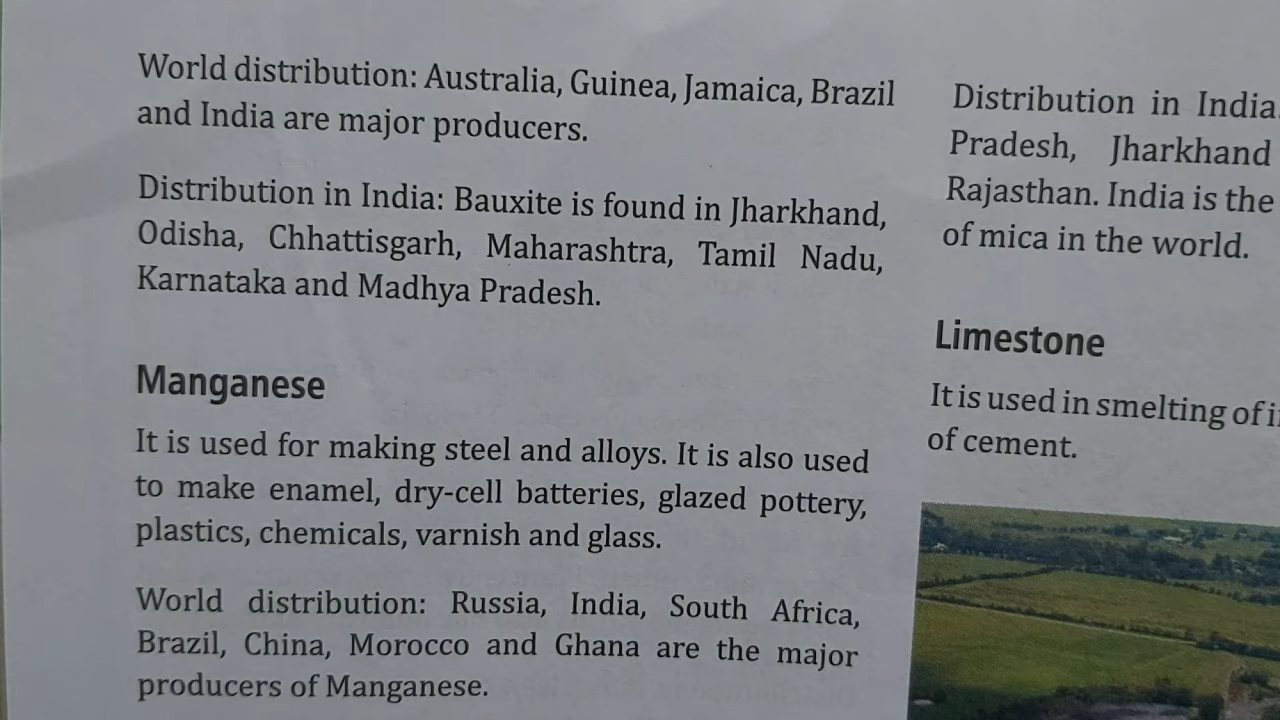 World distribution: Australia, Guinea, Jamaica, Brazil
and India are major producers.
Distribution in India: Bauxite is found in Jharkhand,
Odisha, Chhattisgarh, Maharashtra, Tamil Nadu,
Karnataka and Madhya Pradesh.
Manganese
It is used for making steel and alloys. It is also used
to make enamel, dry-cell batteries, glazed pottery,
plastics, chemicals, varnish and glass.
World distribution: Russia, India, South Africa,
Brazil, China, Morocco and Ghana are the major
producers of Manganese.
Distribution in India
Pradesh, Jharkhand
Rajasthan. India is the
of mica in the world.
Limestone
It is used in smelting of
of cement.